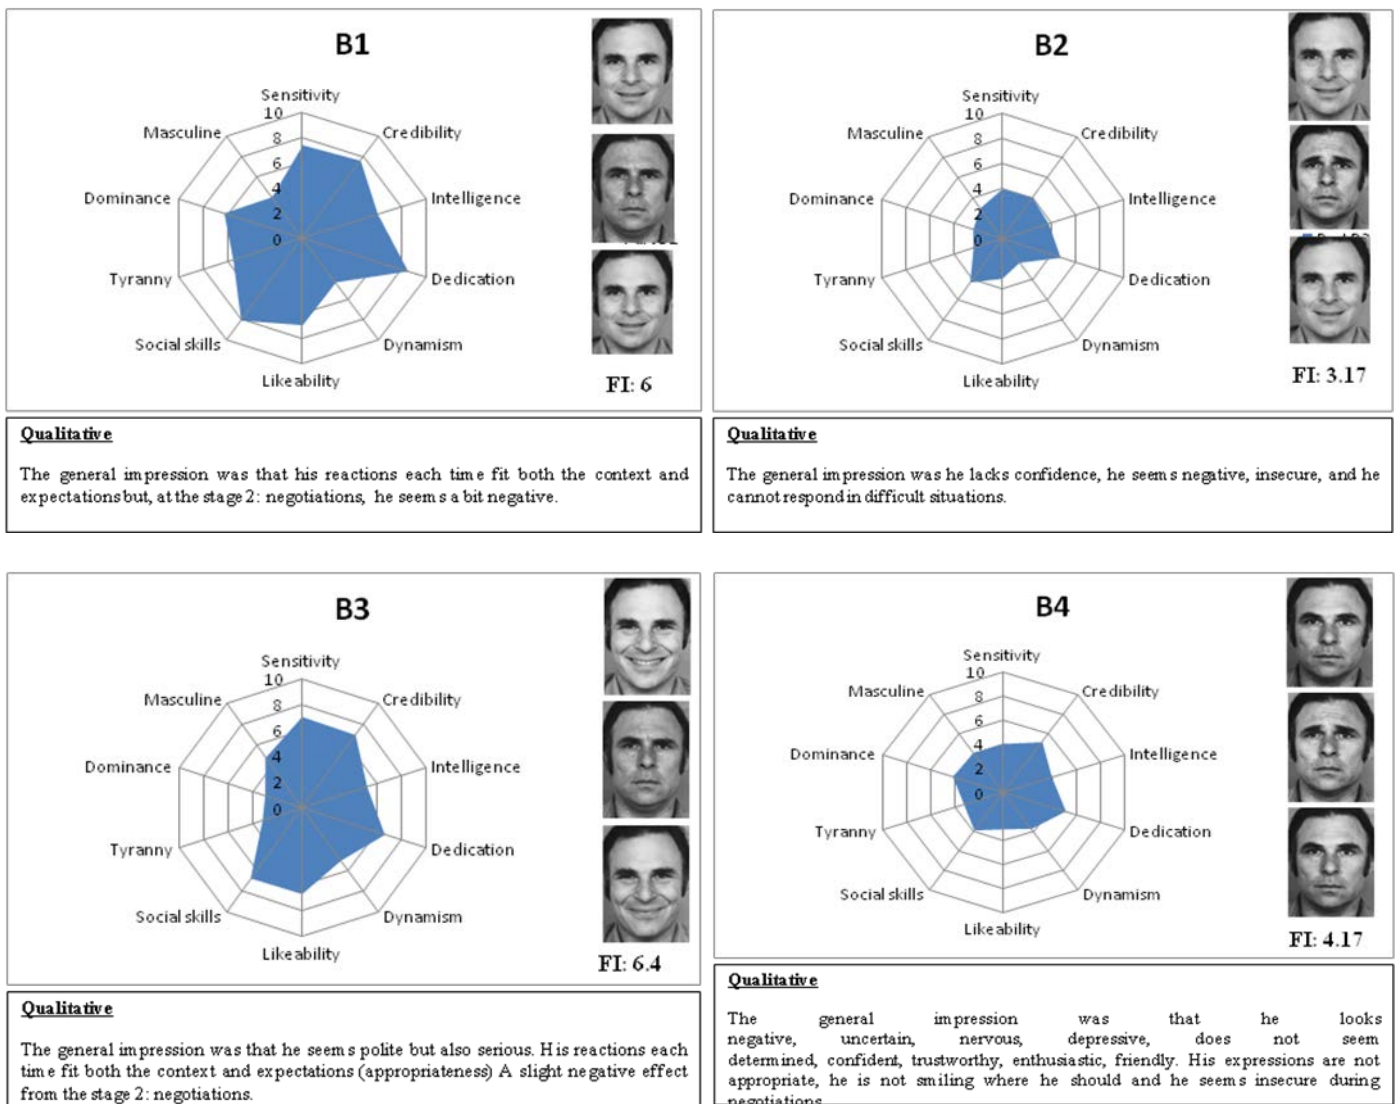 B1
Sensitivity
10
Masculine
Credibility
8
6
4
Dominance
Intelligence
2
0
Tyranny
Dedication
Social skills
Dynamism
Likeability
FI: 6
Qualitative
The general impression was that his reactions each time fit both the context and
expectations but, at the stage 2: negotiations, he seems a bit negative.
B2
Sensitivity
10
Masculine
Credibility
8
6
4
Dominance
Intelligence
2
0
Tyranny
Dedication
Social skills
Dynamism
Likeability
FI: 3.17
Qualitative
The general impression was he lacks confidence, he seems negative, insecure, and he
cannot respond in difficult situations.
B3
Sensitivity
10
Masculine
Credibility
8
6
4
Dominance
Intelligence
2
0
Tyranny
Dedication
Social skills
Dynamism
Likeability
FI: 6.4
Qualitative
The general impression was that he seems polite but also serious. His reactions each
time fit both the context and expectations (appropriateness) A slight negative effect
from the stage 2: negotiations.
B4
Sensitivity
10
Masculine
Credibility
8
6
4
Dominance
Intelligence
2
0
Tyranny
Dedication
Social skills
Dynamism
Likeability
FI: 4.17
Qualitative
The general impression was that he looks
negative, uncertain, nervous, depressive, does not seem
determined, confident, trustworthy, enthusiastic, friendly. His expressions are not
appropriate, he is not smiling where he should and he seems insecure during
negotiations